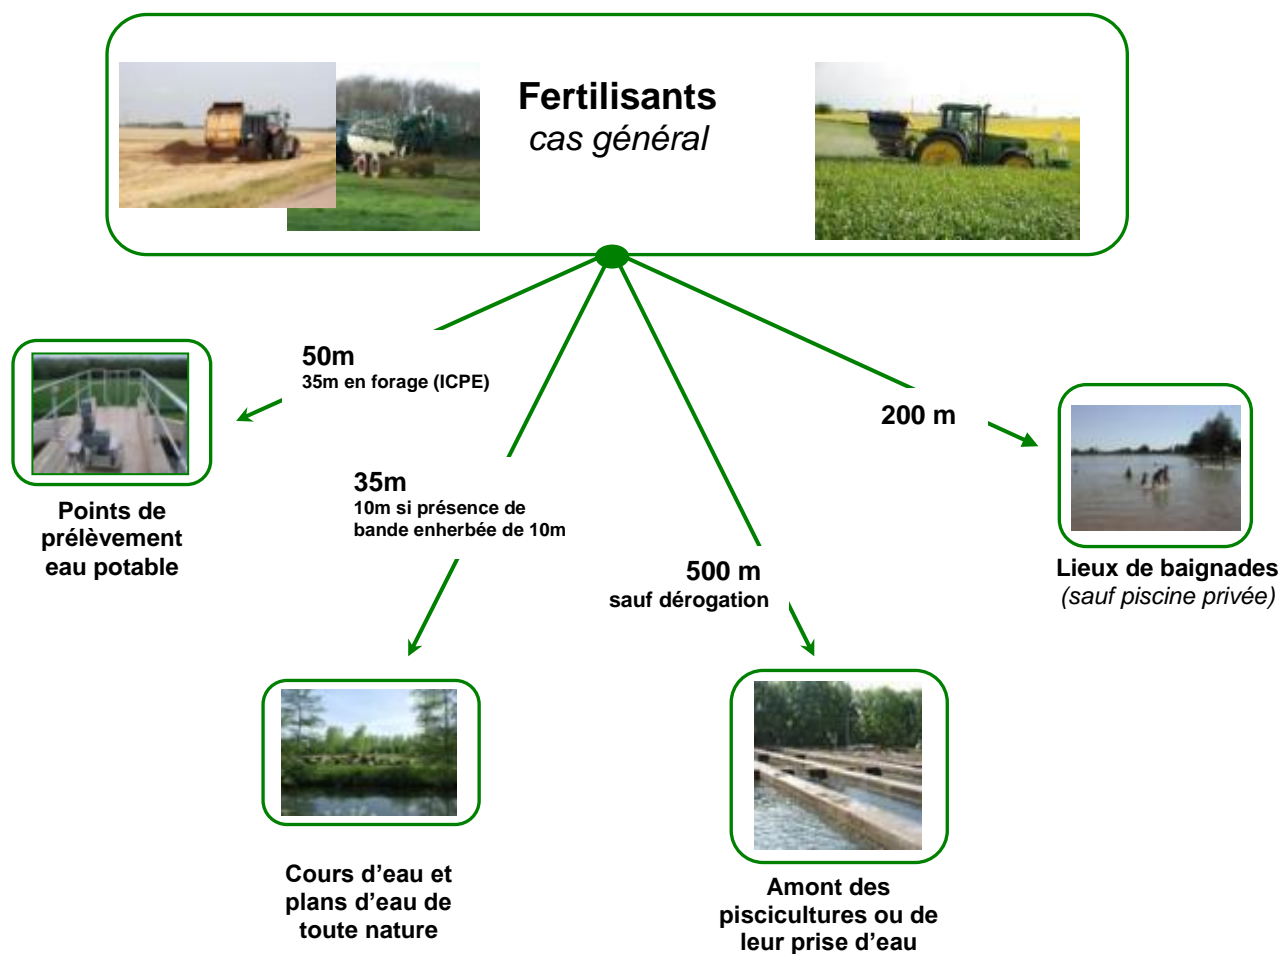 Fertilisants
cas général
50m
35m en forage (ICPE)
200 m
35m
10m si présence de
bande enherbée de 10m
500 m
sauf dérogation
Points de
prélèvement
eau potable
Lieux de baignades
(sauf piscine privée)
Cours d’eau et
plans d’eau de
toute nature
Amont des
piscicultures ou de
leur prise d’eau